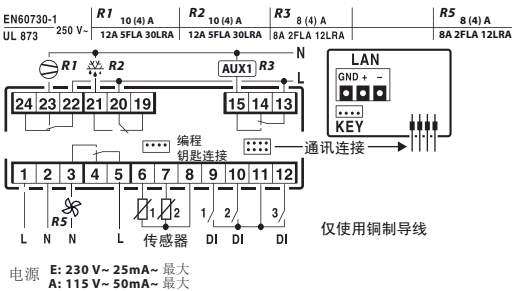 EN60730-1
UL 873
250 V~
R1 10 (4) A
12A 5FLA 30LRA
R2 10 (4) A
12A 5FLA 30LRA
R3 8 (4) A
8A 2FLA 12LRA
R5 8 (4) A
8A 2FLA 12LRA
N
R1
R2
AUX1
R3
L
24 23 22 21 20 19
15 14 13
LAN
GND + -
KEY
编程
钥匙连接
通讯连接
1 2 3 4 5 6 7 8 9 10 11 12
R5
1 2
1 2 3
L N N L 传感器 DI DI DI
仅使用铜制导线
电源 E: 230 V~ 25mA~ 最大
A: 115 V~ 50mA~ 最大